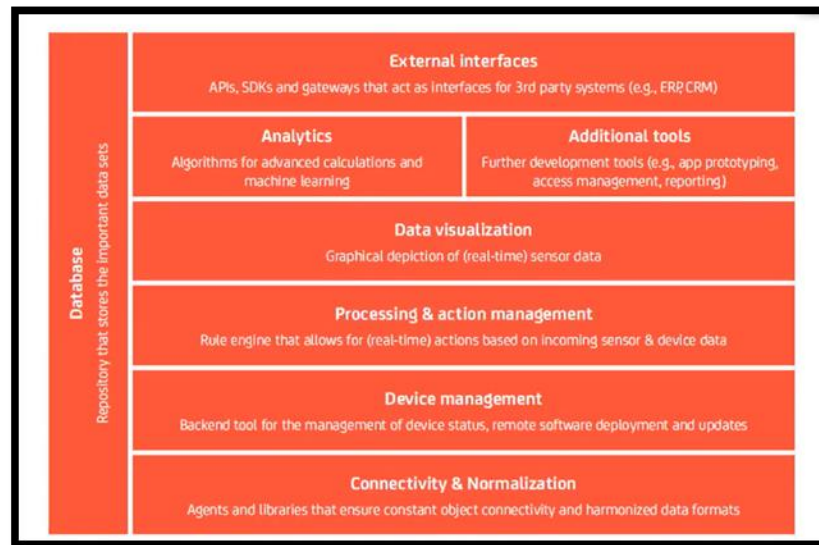 Database
Repository that stores the important data sets
External interfaces
APIs, SDKs and gateways that act as interfaces for 3rd party systems (e.g., ERP, CRM)
Analytics
Algorithms for advanced calculations and
machine learning
Additional tools
Further development tools (e.g., app prototyping,
access management, reporting)
Data visualization
Graphical depiction of (real-time) sensor data
Processing & action management
Rule engine that allows for (real-time) actions based on incoming sensor & device data
Device management
Backend tool for the management of device status, remote software deployment and updates
Connectivity & Normalization
Agents and libraries that ensure constant object connectivity and harmonized data formats